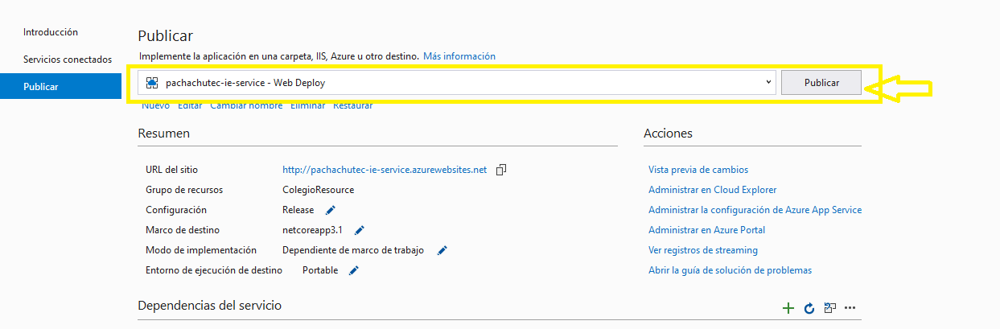 Introducción
Servicios conectados
Publicar
Publicar
Implemente la aplicación en una carpeta, IIS, Azure u otro destino. Más información
pachachutec-ie-service - Web Deploy
Publicar
Nuevo Editar Cambiar nombre Eliminar Restaurar
Resumen
URL del sitio http://pachachutec-ie-service.azurewebsites.net
Grupo de recursos ColegioResource
Configuración Release
Marco de destino netcoreapp3.1
Modo de implementación Dependiente de marco de trabajo
Entorno de ejecución de destino Portable
Acciones
Vista previa de cambios
Administrar en Cloud Explorer
Administrar la configuración de Azure App Service
Administrar en Azure Portal
Ver registros de streaming
Abrir la guía de solución de problemas
Dependencias del servicio